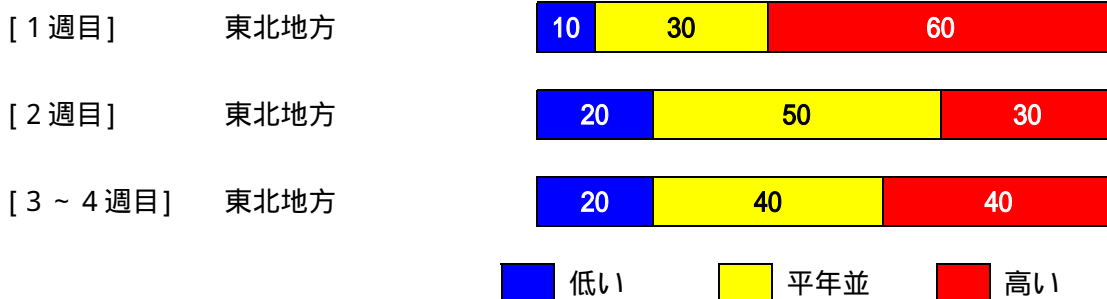 [１週目] 東北地方 10 30 60
[２週目] 東北地方 20 50 30
[３～４週目] 東北地方 20 40 40
低い 平年並 高い